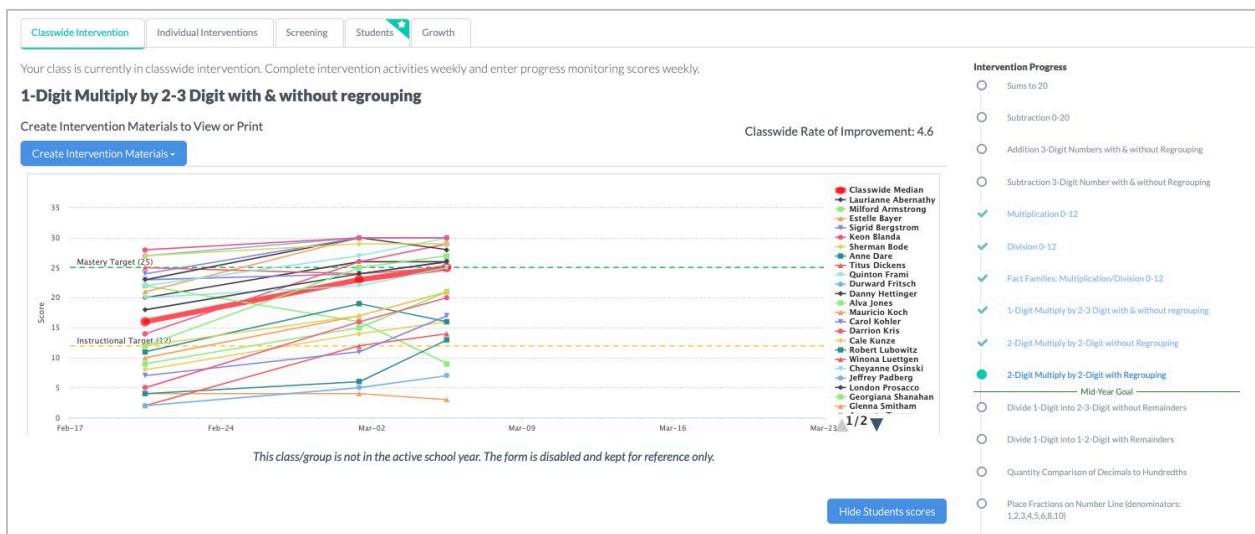 Classwide Intervention
Individual Interventions
Screening
Students
Growth
Your class is currently in classwide intervention. Complete intervention activities weekly and enter progress monitoring scores weekly.
1-Digit Multiply by 2-3 Digit with & without regrouping
Create Intervention Materials to View or Print
Classwide Rate of Improvement: 4.6
Create Intervention Materials
35
30
25
20
15
10
5
0
Score
Mastery Target (25)
Instructional Target (12)
Feb-17
Feb-24
Mar-02
Mar-09
Mar-16
Mar-23
Classwide Median
Laurianne Abernathy
Milford Armstrong
Estelle Bayer
Sigrid Bergstrom
Keon Blanda
Sherman Bode
Anne Dare
Titus Dickens
Quinton Frami
Durward Fritsch
Danny Hettinger
Alva Jones
Mauricio Koch
Carol Kohler
Darrion Kris
Cale Kunze
Robert Lubowitz
Winona Luettgen
Cheyanne Osinski
Jeffrey Padberg
London Prosacco
Georgiana Shanahan
Glenna Smitham
1/2
This class/group is not in the active school year. The form is disabled and kept for reference only.
Hide Students scores
Intervention Progress
Sums to 20
Subtraction 0-20
Addition 3-Digit Numbers with & without Regrouping
Subtraction 3-Digit Number with & without Regrouping
Multiplication 0-12
Division 0-12
Fact Families: Multiplication/Division 0-12
1-Digit Multiply by 2-3 Digit with & without regrouping
2-Digit Multiply by 2-Digit without Regrouping
2-Digit Multiply by 2-Digit with Regrouping
Mid-Year Goal
Divide 1-Digit into 2-3-Digit without Remainders
Divide 1-Digit into 1-2-Digit with Remainders
Quantity Comparison of Decimals to Hundredths
Place Fractions on Number Line (denominators:
1,2,3,4,5,6,8,10)